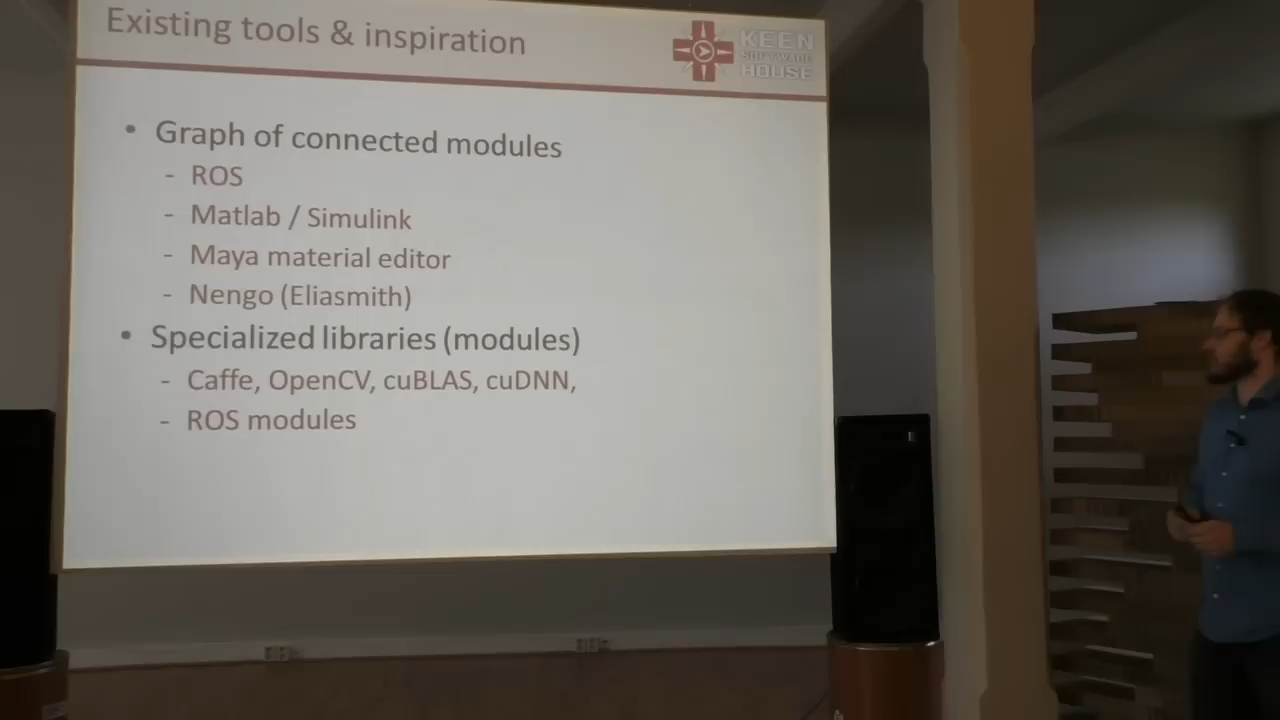 Existing tools & inspiration
KEEN
SOFTWARE
HOUSE
• Graph of connected modules
- ROS
- Matlab / Simulink
- Maya material editor
- Nengo (Eliasmith)
• Specialized libraries (modules)
- Caffe, OpenCV, cuBLAS, cuDNN,
- ROS modules